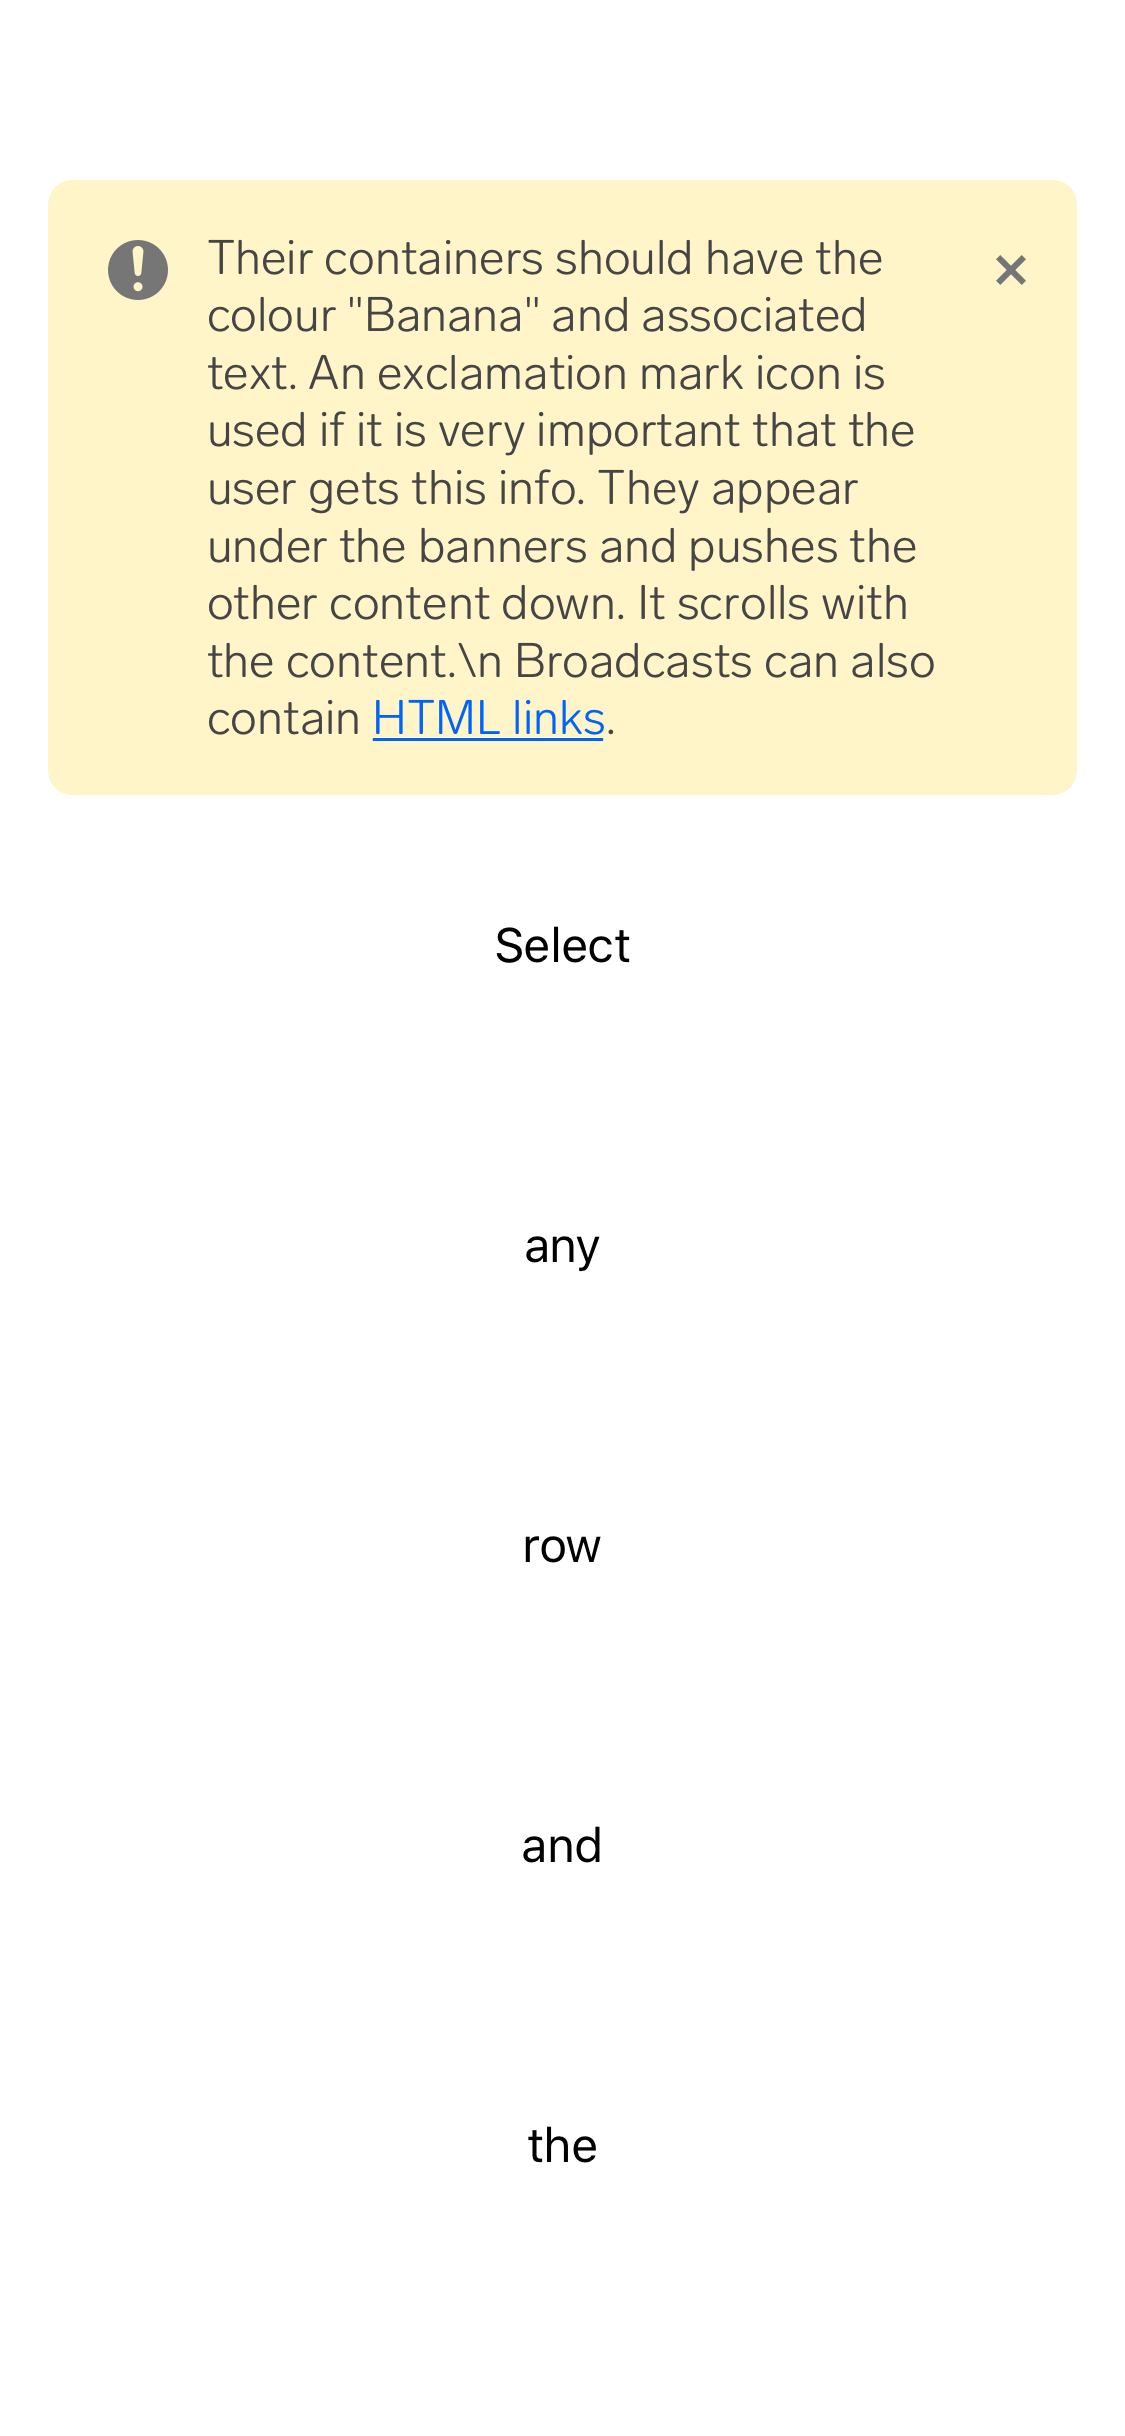 Their containers should have the
colour "Banana" and associated
text. An exclamation mark icon is
used if it is very important that the
user gets this info. They appear
under the banners and pushes the
other content down. It scrolls with
the content.\n Broadcasts can also
contain HTML links.
Select
any
row
and
the